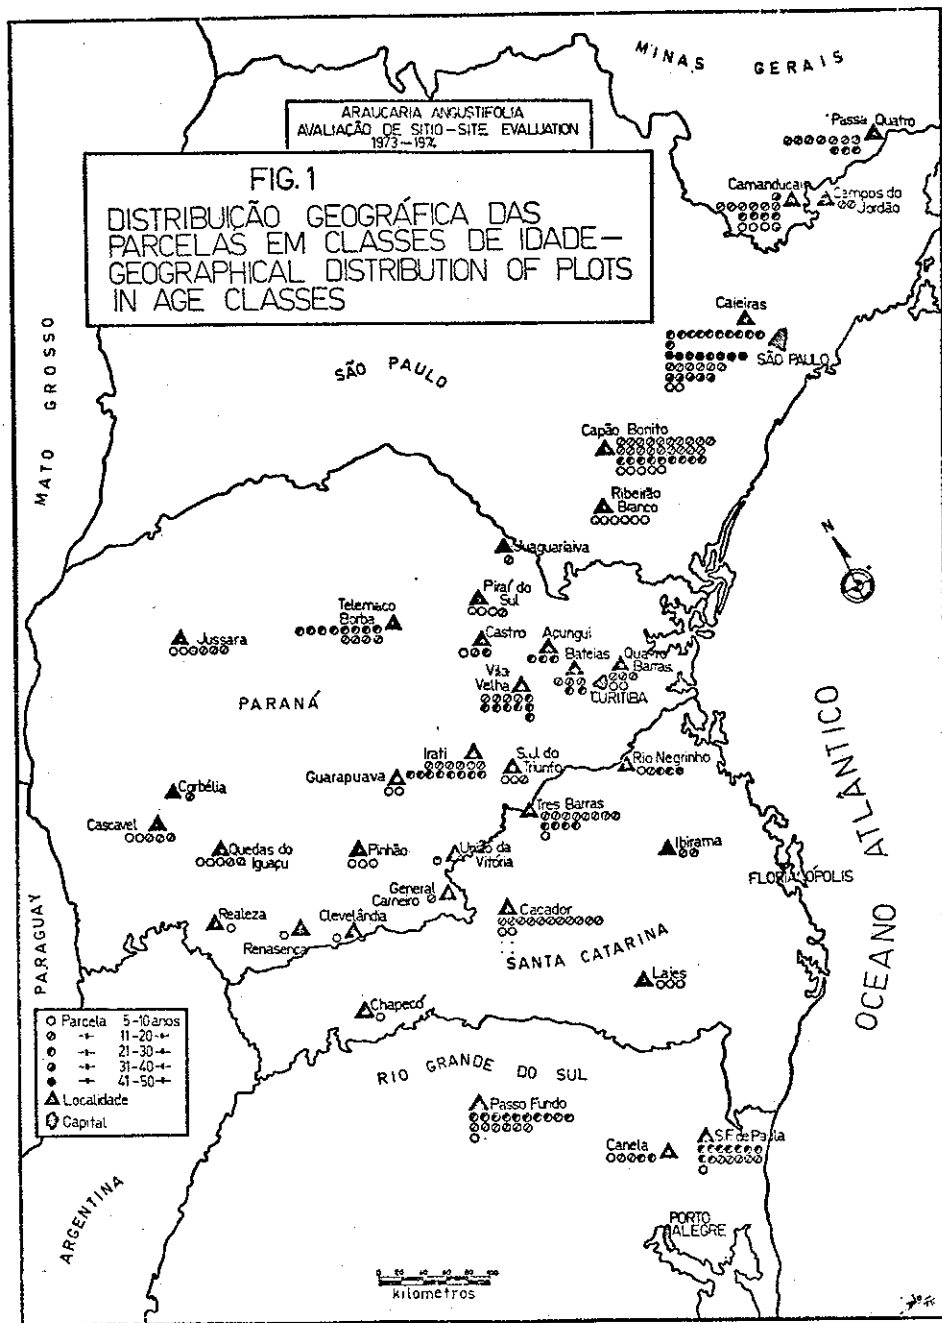 MINAS GERAIS
ARAUCARIA ANGUSTIFOLIA
AVALIAÇÃO DE SITIO-SITE EVALUATION
1973-1974
FIG. 1
DISTRIBUIÇÃO GEOGRÁFICA DAS
PARCELAS EM CLASSES DE IDADE-
GEOGRAPHICAL DISTRIBUTION OF PLOTS
IN AGE CLASSES
Passa Quatro
Camanducaia
Campos do
Jordão
Caieiras
SÃO PAULO
MATO GROSSO
SÃO PAULO
Capão Bonito
Ribeirão
Branco
N
Jaguariaiva
Piraí do
Sul
Telemaco
Borba
Jussara
Castro
Açungui
Bateias
Quatro
Barras
CURITIBA
Vila
Velha
PARANÁ
Irati
Guarapuava
S.J. do
Triunfo
Rio Negrinho
Corbélia
Cascavel
Tres Barras
Quedas do
Iguaçu
Pinhão
União da
Vitória
Ibirama
FLORIANÓPOLIS
OCEANO ATLÂNTICO
General
Carneiro
Realeza
Renascença
Clevelândia
Caçador
SANTA CATARINA
Lajes
PARAGUAY
Chapecó
Parcela 5-10 anos
11-20
21-30
31-40
41-50
Localidade
Capital
RIO GRANDE DO SUL
Passo Fundo
Canela
S.F. de Paula
ARGENTINA
PORTO
ALEGRE
0 20 40 60 80 100
kilometros